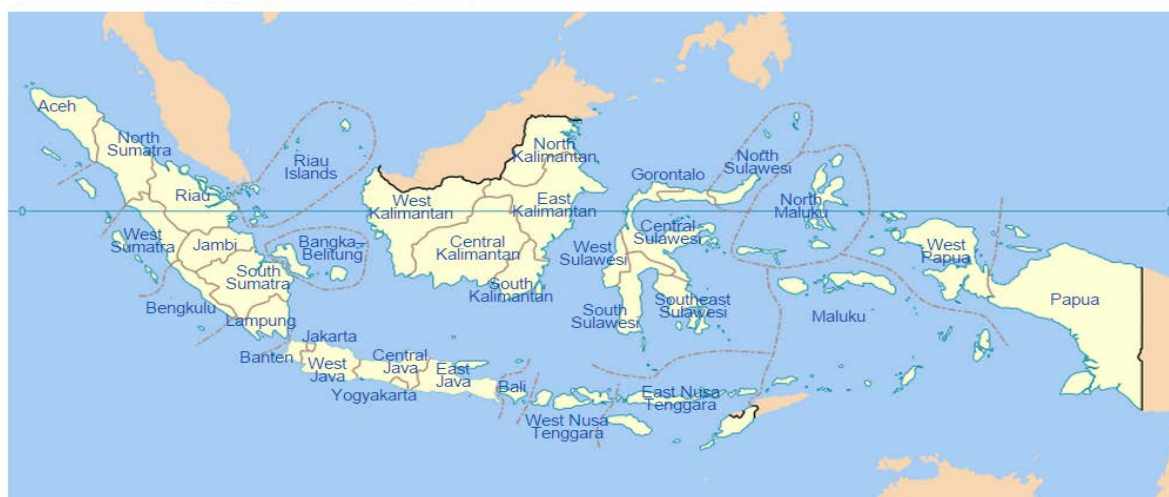 Aceh
North
Sumatra
Riau
Islands
Riau
0
West
Sumatra
Jambi
Bangka–
Belitung
South
Sumatra
Bengkulu
Lampung
Banten
Jakarta
West
Java
Central
Java
Yogyakarta
East
Java
Bali
West Nusa
Tenggara
East Nusa
Tenggara
West
Kalimantan
Central
Kalimantan
South
Kalimantan
East
Kalimantan
North
Kalimantan
Gorontalo
North
Sulawesi
Central
Sulawesi
West
Sulawesi
South
Sulawesi
Southeast
Sulawesi
North
Maluku
Maluku
West
Papua
Papua